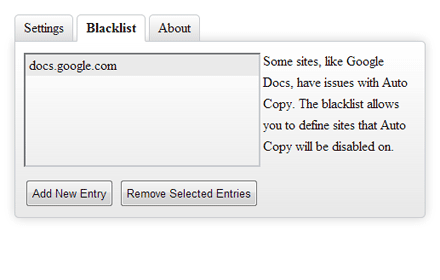 Settings
Blacklist
About
docs.google.com
Some sites, like Google
Docs, have issues with Auto
Copy. The blacklist allows
you to define sites that Auto
Copy will be disabled on.
Add New Entry
Remove Selected Entries